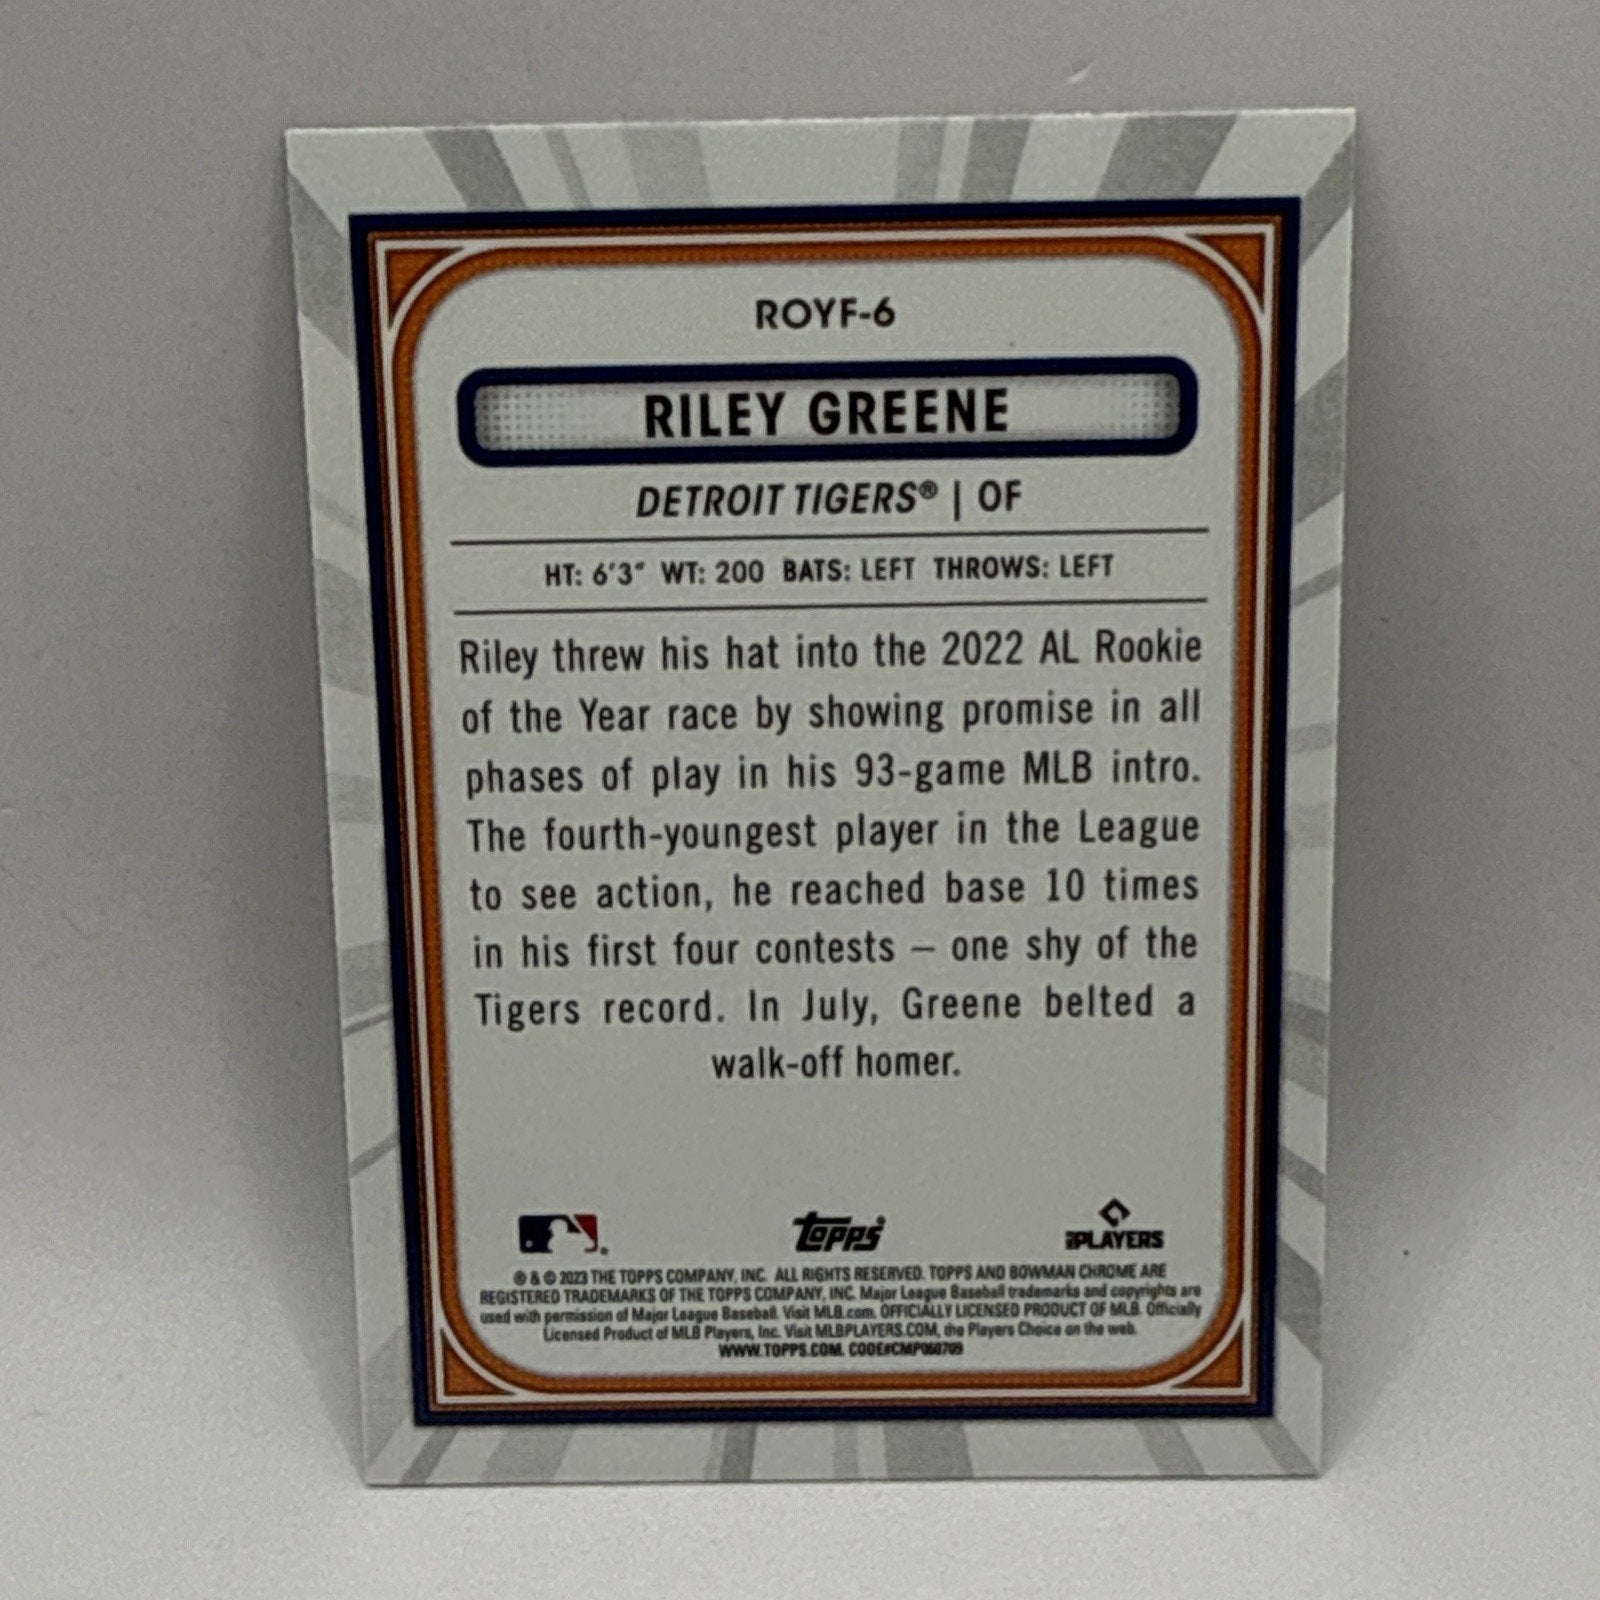 ROYF-6
RILEY GREENE
DETROIT TIGERS® | OF
HT: 6'3" WT: 200 BATS: LEFT THROWS: LEFT
Riley threw his hat into the 2022 AL Rookie
of the Year race by showing promise in all
phases of play in his 93-game MLB intro.
The fourth-youngest player in the League
to see action, he reached base 10 times
in his first four contests – one shy of the
Tigers record. In July, Greene belted a
walk-off homer.
topps PLAYERS
® & © 2023 THE TOPPS COMPANY, INC. ALL RIGHTS RESERVED. TOPPS AND BOWMAN CHROME ARE
REGISTERED TRADEMARKS OF THE TOPPS COMPANY, INC. Major League Baseball trademarks and copyrights are
used with permission of Major League Baseball. Visit MLB.com. OFFICIALLY LICENSED PRODUCT OF MLB. Officially
Licensed Product of MLB Players, Inc. Visit MLBPLAYERS.COM, the Players Choice on the web.
WWW.TOPPS.COM. CODE#CMP060709